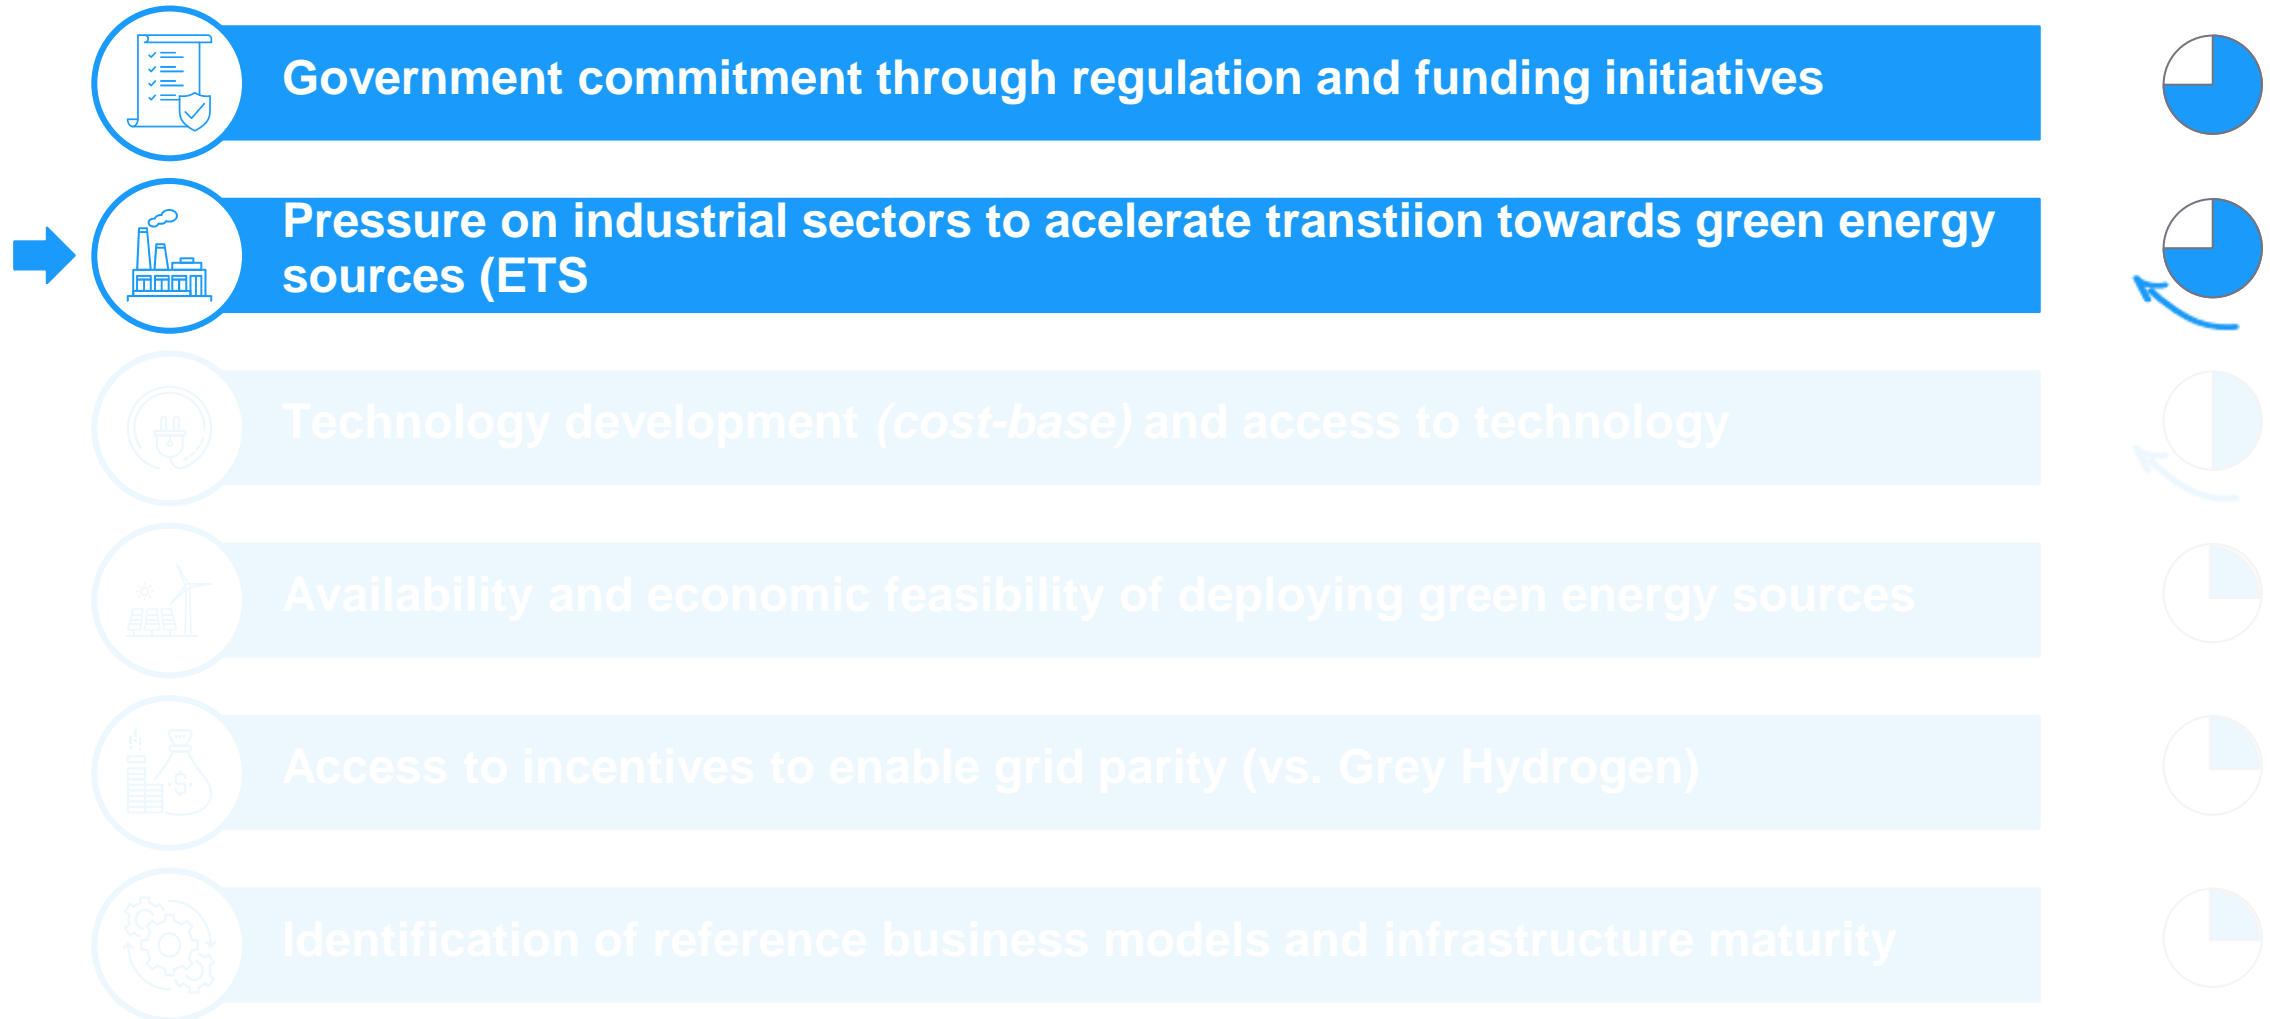 Government commitment through regulation and funding initiatives
Pressure on industrial sectors to acelerate transtiion towards green energy
sources (ETS
Technology development (cost-base) and access to technology
Availability and economic feasibility of deploying green energy sources
Access to incentives to enable grid parity (vs. Grey Hydrogen)
Identification of reference business models and infrastructure maturity